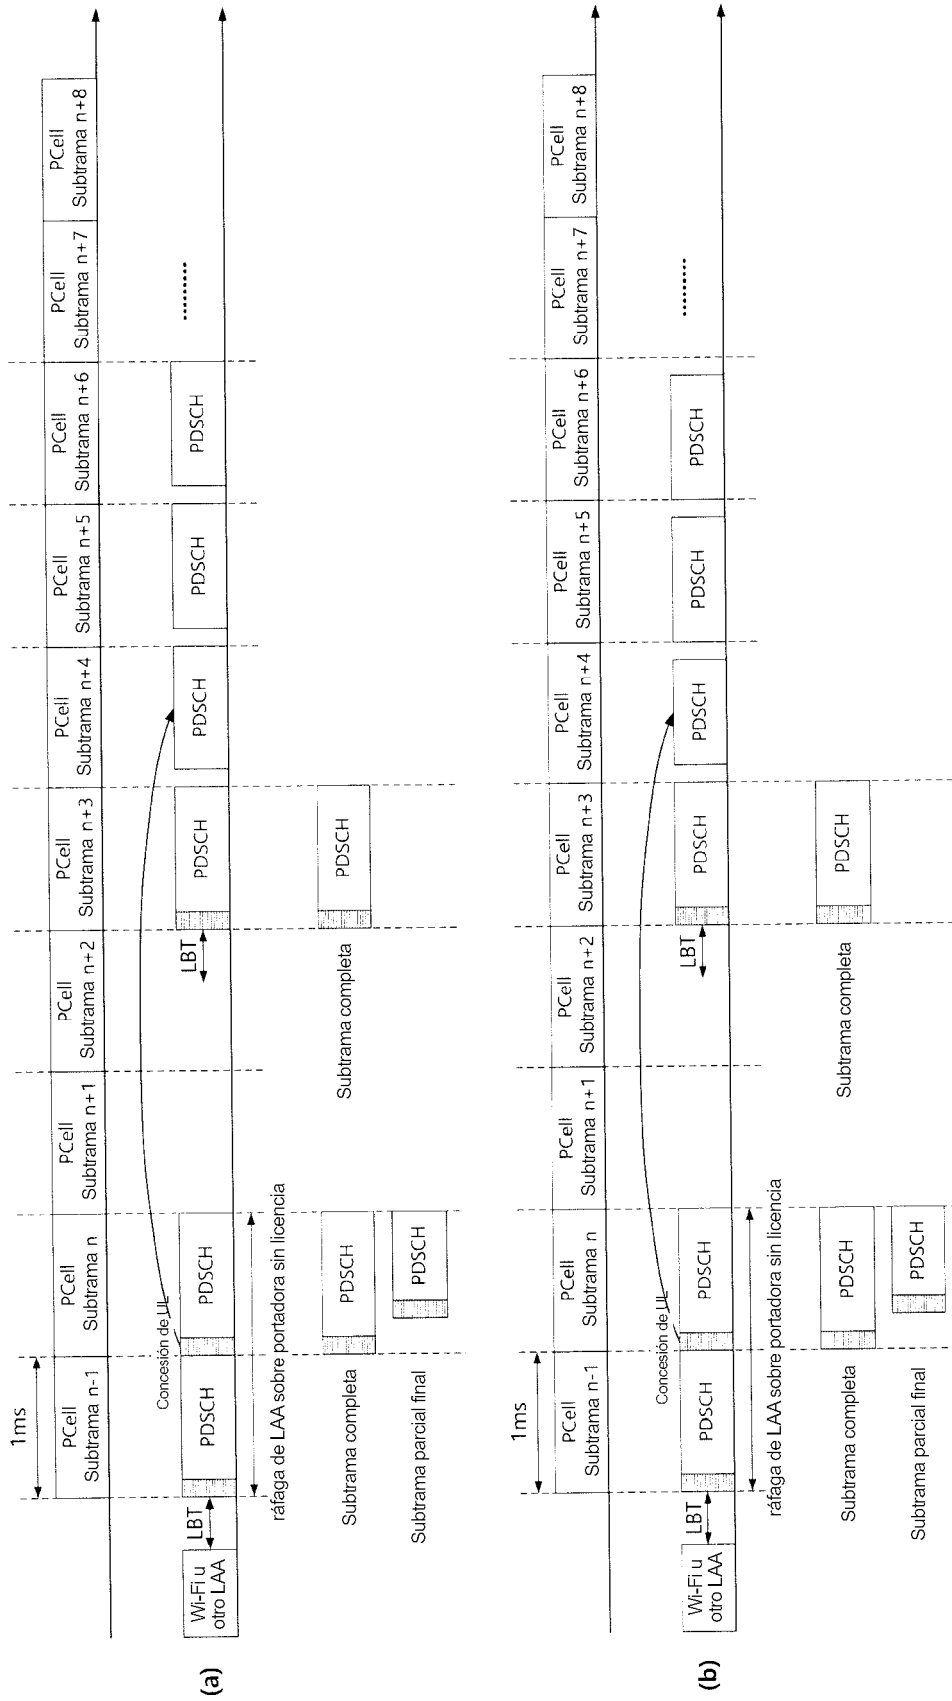 1ms
PCell
Subtrama n-1
PCell
Subtrama n
PCell
Subtrama n+1
PCell
Subtrama n+2
PCell
Subtrama n+3
PCell
Subtrama n+4
PCell
Subtrama n+5
PCell
Subtrama n+6
PCell
Subtrama n+7
PCell
Subtrama n+8
Concesión de UL
(a)
Wi-Fi u
otro LAA
LBT
PDSCH
PDSCH
LBT
PDSCH
PDSCH
PDSCH
PDSCH
.........
ráfaga de LAA sobre portadora sin licencia
Subtrama completa
PDSCH
Subtrama completa
PDSCH
Subtrama parcial final
PDSCH
1ms
PCell
Subtrama n-1
PCell
Subtrama n
PCell
Subtrama n+1
PCell
Subtrama n+2
PCell
Subtrama n+3
PCell
Subtrama n+4
PCell
Subtrama n+5
PCell
Subtrama n+6
PCell
Subtrama n+7
PCell
Subtrama n+8
Concesión de UL
(b)
Wi-Fi u
otro LAA
LBT
PDSCH
PDSCH
LBT
PDSCH
PDSCH
PDSCH
PDSCH
.........
ráfaga de LAA sobre portadora sin licencia
Subtrama completa
PDSCH
Subtrama completa
PDSCH
Subtrama parcial final
PDSCH